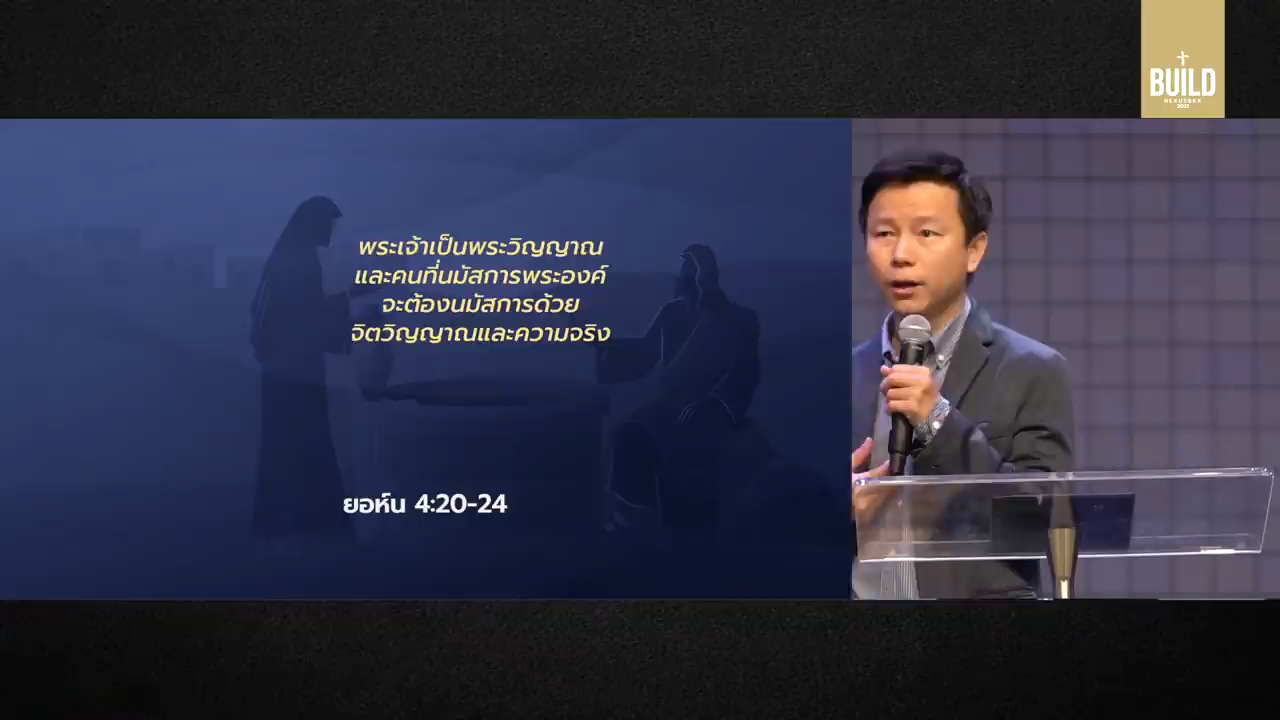 BUILD
NEXUSBKK
2021
พระเจ้าเป็นพระวิญญาณ
และคนที่นมัสการพระองค์
จะต้องนมัสการด้วย
จิตวิญญาณและความจริง
ยอห์น 4:20-24